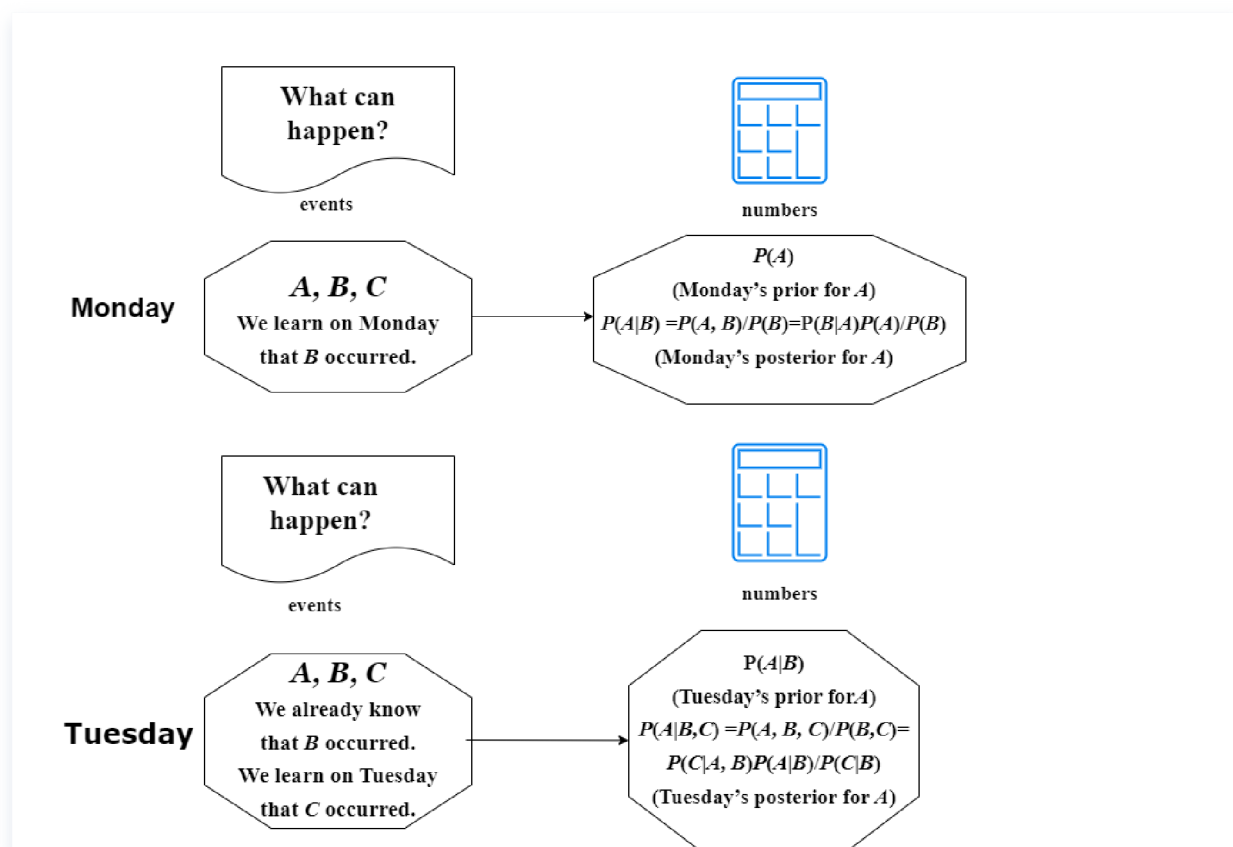 What can
happen?
events
numbers
Monday
A, B, C
We learn on Monday
that B occurred.
P(A)
(Monday's prior for A)
P(A|B) =P(A, B)/P(B)=P(B|A)P(A)/P(B)
(Monday's posterior for A)
What can
happen?
events
numbers
Tuesday
A, B, C
We already know
that B occurred.
We learn on Tuesday
that C occurred.
P(A|B)
(Tuesday's prior forA)
P(A|B,C) =P(A, B, C)/P(B,C)=
P(C|A, B)P(A|B)/P(C|B)
(Tuesday's posterior for A)